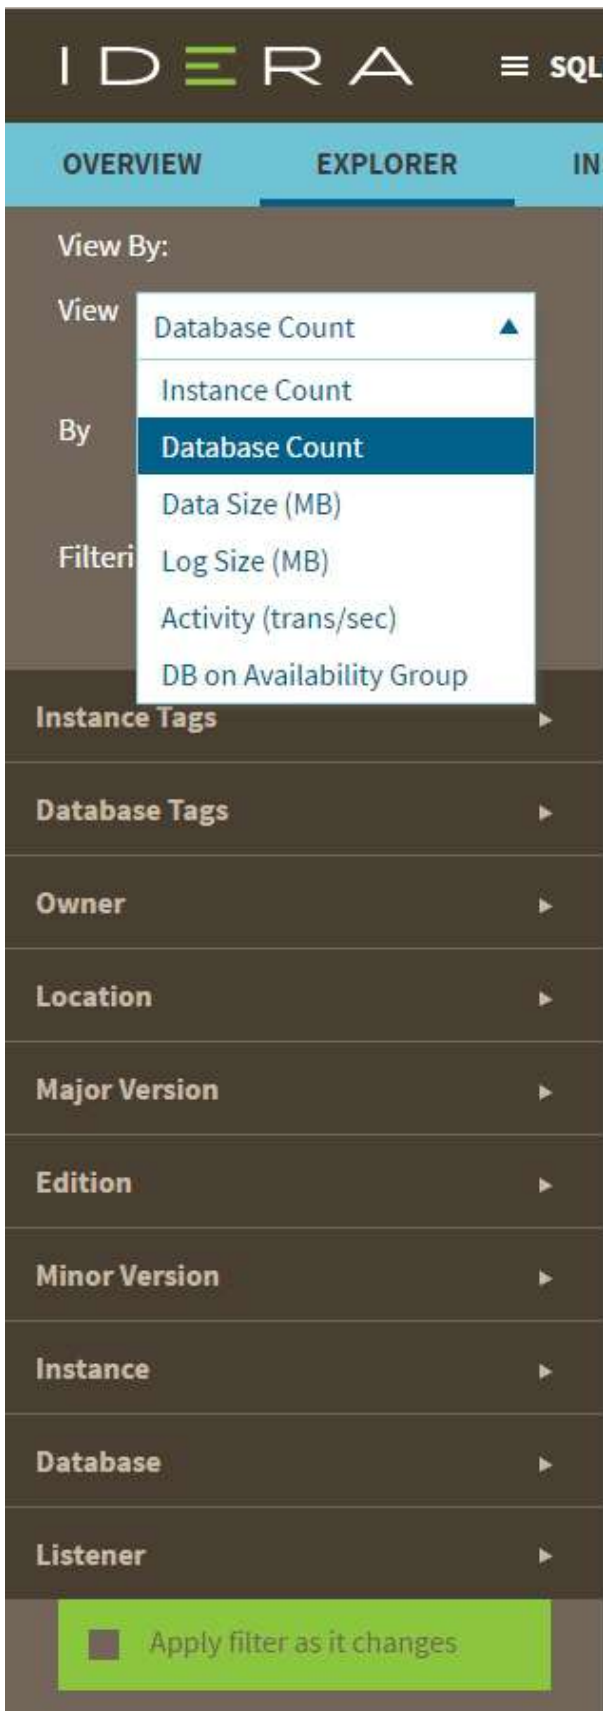 IDERA ☰ SQL
OVERVIEW EXPLORER IN
View By:
View Database Count
Instance Count
By
Database Count
Data Size (MB)
Filteri
Log Size (MB)
Activity (trans/sec)
DB on Availability Group
Instance Tags
Database Tags
Owner
Location
Major Version
Edition
Minor Version
Instance
Database
Listener
Apply filter as it changes